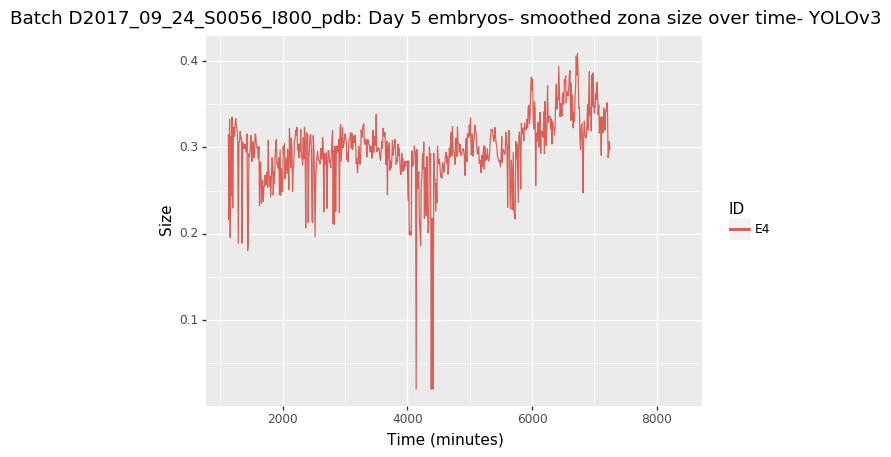 Batch D2017_09_24_S0056_I800_pdb: Day 5 embryos- smoothed zona size over time- YOLOv3
0.4
0.3
0.2
0.1
Size
2000 4000 6000 8000
Time (minutes)
ID
E4